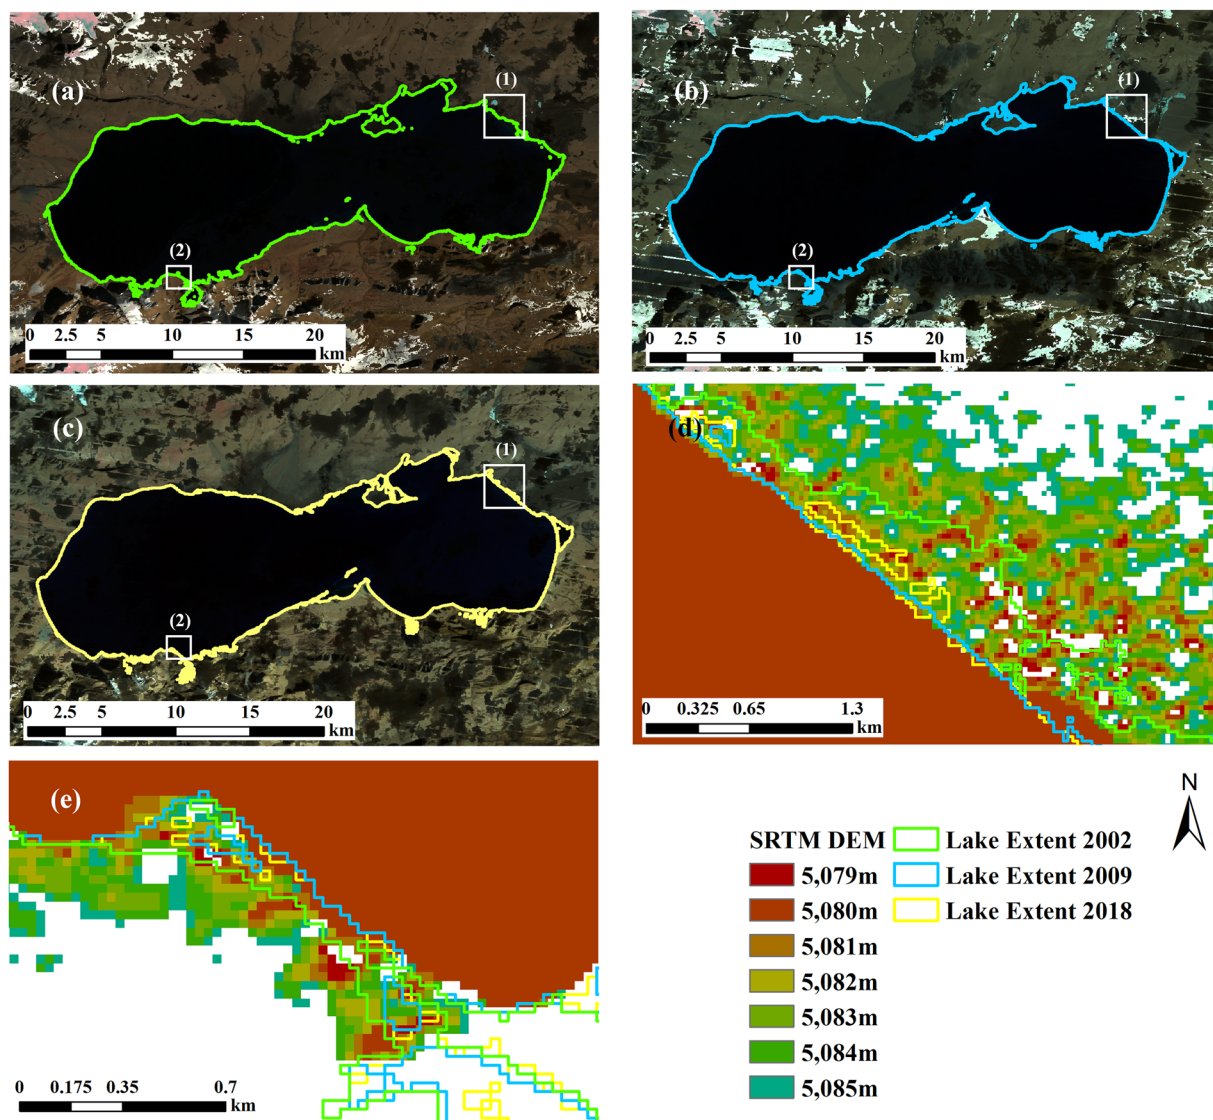 (a)
(1)
(2)
0 2.5 5 10 15 20
km
(b)
(1)
(2)
0 2.5 5 10 15 20
km
(c)
(1)
(2)
0 2.5 5 10 15 20
km
(d)
0 0.325 0.65 1.3
km
(e)
0 0.175 0.35 0.7
km
N
SRTM DEM
5,079m
5,080m
5,081m
5,082m
5,083m
5,084m
5,085m
Lake Extent 2002
Lake Extent 2009
Lake Extent 2018